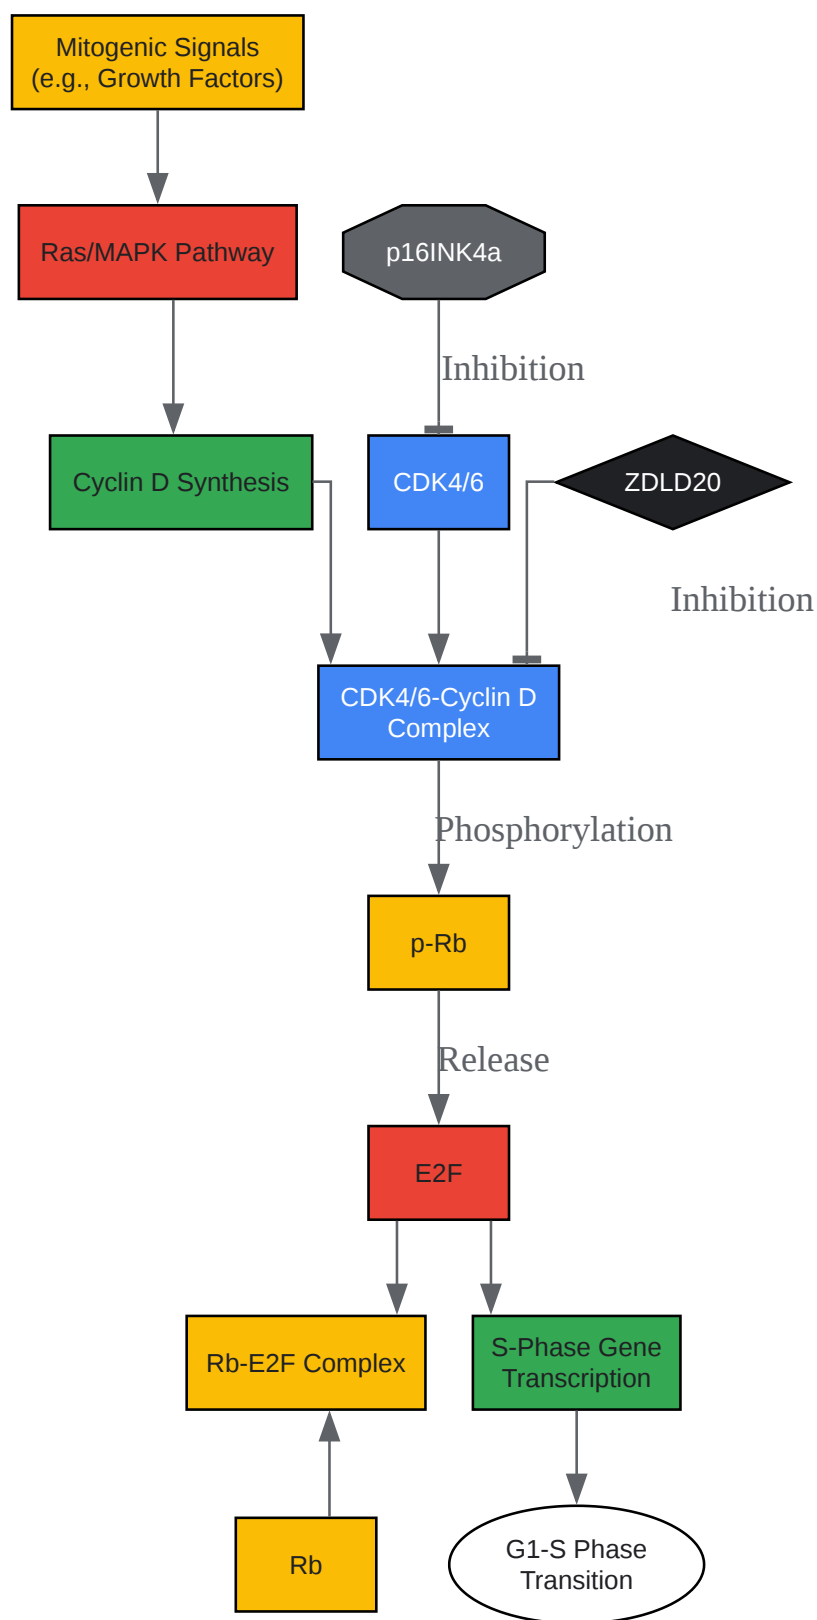 Mitogenic Signals
(e.g., Growth Factors)
Ras/MAPK Pathway
p16INK4a
Inhibition
Cyclin D Synthesis
CDK4/6
ZDLD20
Inhibition
CDK4/6-Cyclin D
Complex
Phosphorylation
p-Rb
Release
E2F
Rb-E2F Complex
S-Phase Gene
Transcription
Rb
G1-S Phase
Transition